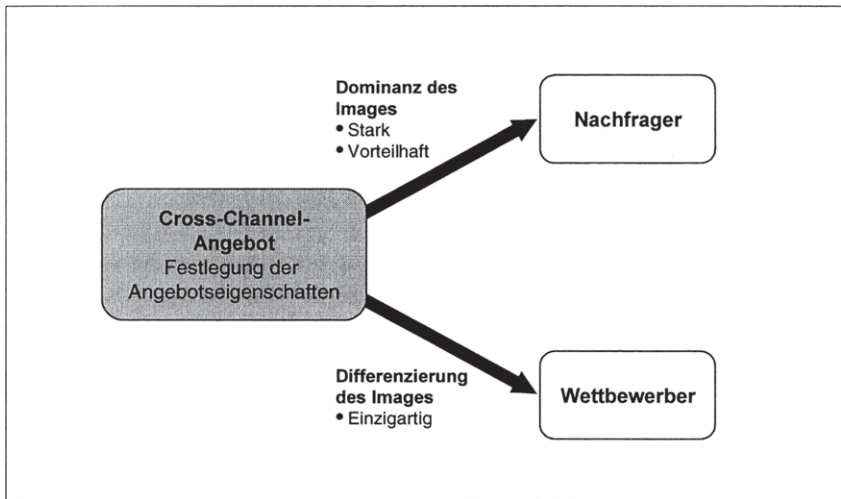 Dominanz des
Images
• Stark
• Vorteilhaft
Nachfrager
Cross-Channel-
Angebot
Festlegung der
Angebotseigenschaften
Differenzierung
des Images
• Einzigartig
Wettbewerber